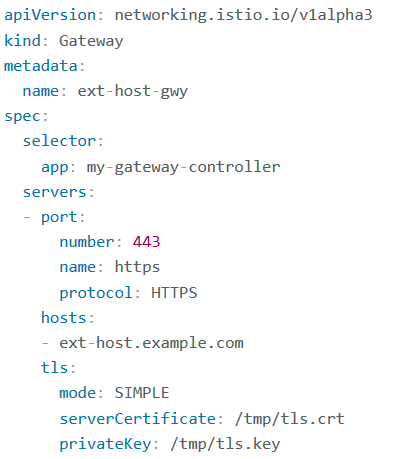 apiVersion: networking.istio.io/v1alpha3
kind: Gateway
metadata:
  name: ext-host-gwy
spec:
  selector:
    app: my-gateway-controller
  servers:
  - port:
      number: 443
      name: https
      protocol: HTTPS
    hosts:
    - ext-host.example.com
    tls:
      mode: SIMPLE
      serverCertificate: /tmp/tls.crt
      privateKey: /tmp/tls.key